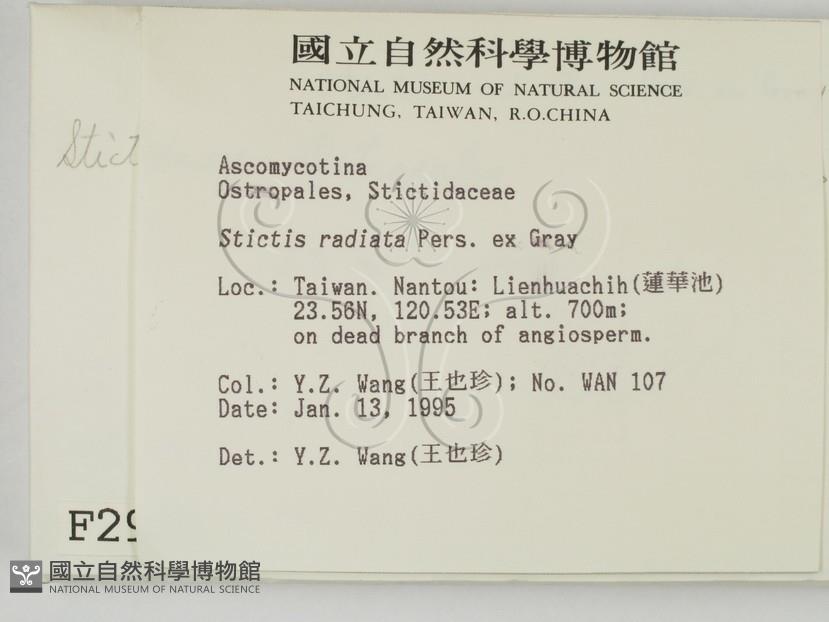 國立自然科學博物館
NATIONAL MUSEUM OF NATURAL SCIENCE
TAICHUNG, TAIWAN, R.O.CHINA
Stict
Ascomycotina
Ostropales, Stictidaceae
Stictis radiata Pers. ex Gray
Loc.: Taiwan. Nantou: Lienhuachih(蓮華池)
23.56N, 120.53E; alt. 700m;
on dead branch of angiosperm.
Col.: Y.Z. Wang(王也珍); No. WAN 107
Date: Jan. 13, 1995
Det.: Y.Z. Wang(王也珍)
F29
國立自然科學博物館
NATIONAL MUSEUM OF NATURAL SCIENCE